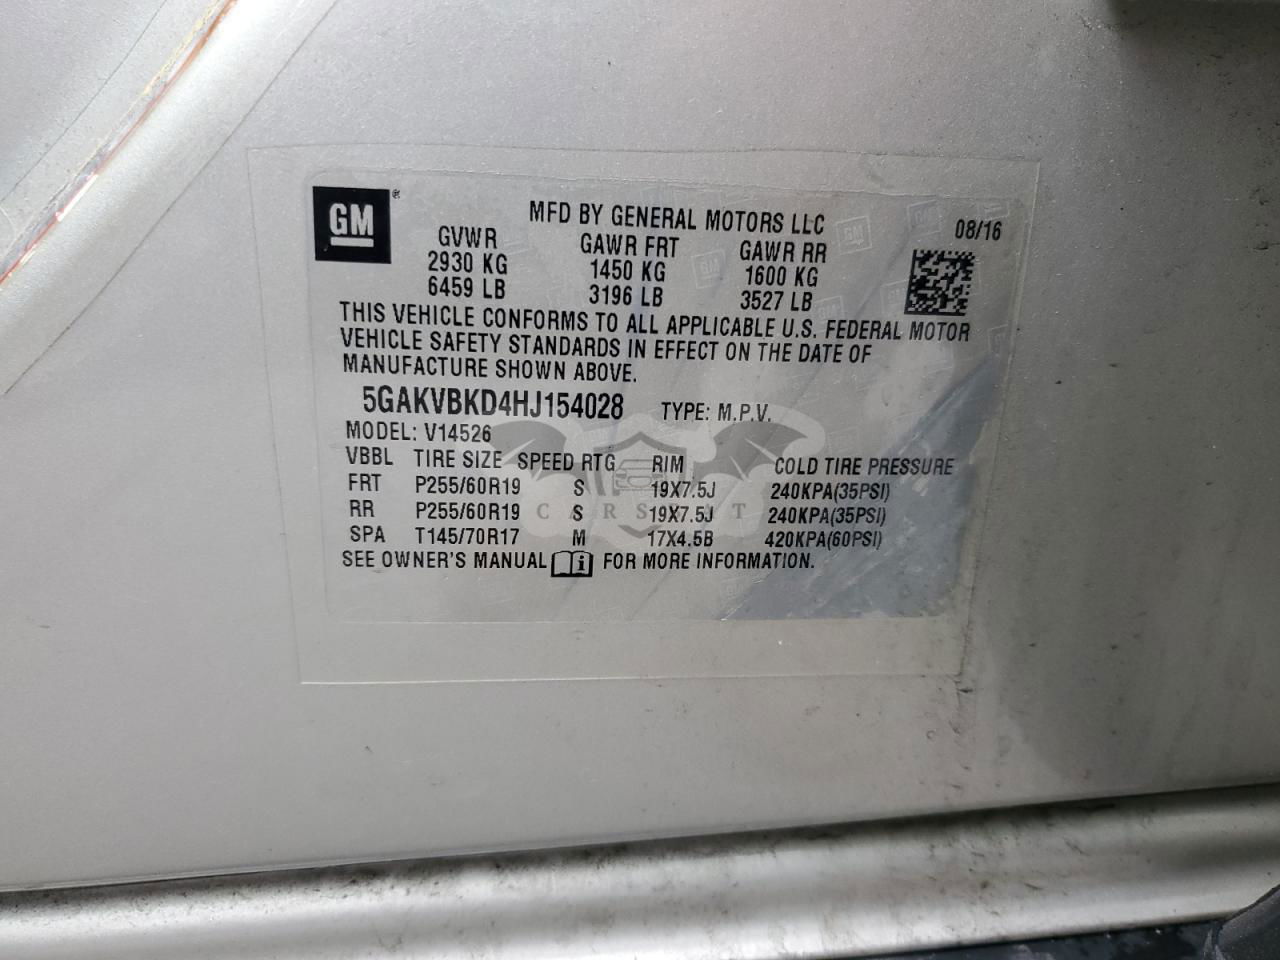 GM®
MFD BY GENERAL MOTORS LLC 08/16
GVWR GAWR FRT GAWR RR
2930 KG 1450 KG 1600 KG
6459 LB 3196 LB 3527 LB
THIS VEHICLE CONFORMS TO ALL APPLICABLE U.S. FEDERAL MOTOR
VEHICLE SAFETY STANDARDS IN EFFECT ON THE DATE OF
MANUFACTURE SHOWN ABOVE.
5GAKVBKD4HJ154028 TYPE: M.P.V.
MODEL: V14526
VBBL TIRE SIZE SPEED RTG RIM COLD TIRE PRESSURE
FRT P255/60R19 S 19X7.5J 240KPA(35PSI)
RR P255/60R19 S 19X7.5J 240KPA(35PSI)
SPA T145/70R17 M 17X4.5B 420KPA(60PSI)
SEE OWNER'S MANUAL i FOR MORE INFORMATION.